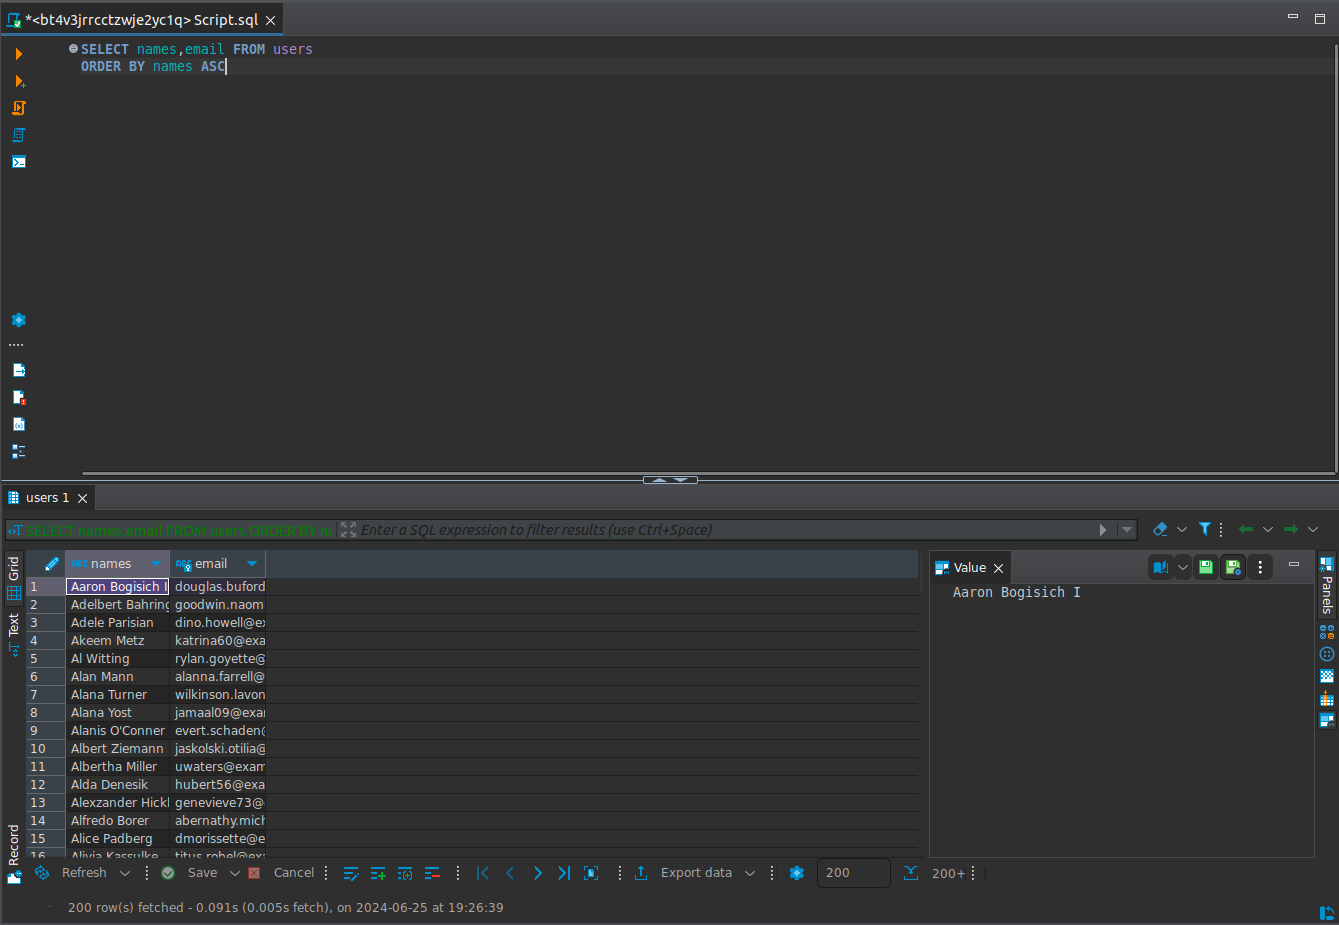 *<bt4v3jrrcctzwje2yc1q> Script.sql
SELECT names,email FROM users
ORDER BY names ASC
users 1
SELECT names,email FROM users ORDER BY na
Enter a SQL expression to filter results (use Ctrl+Space)
Grid
Text
Record
names email
1 Aaron Bogisich I douglas.buford
2 Adelbert Bahring goodwin.naom
3 Adele Parisian dino.howell@ex
4 Akeem Metz katrina60@exa
5 Al Witting rylan.goyette@
6 Alan Mann alanna.farrell@
7 Alana Turner wilkinson.lavon
8 Alana Yost jamaal09@exar
9 Alanis O'Conner evert.schaden@
10 Albert Ziemann jaskolski.otilia@
11 Albertha Miller uwaters@exam
12 Alda Denesik hubert56@exa
13 Alexzander Hickl genevieve73@
14 Alfredo Borer abernathy.mich
15 Alice Padberg dmorissette@e
16 Alivia Kassulke titus.robel@exa
Value
Aaron Bogisich I
Panels
Refresh Save Cancel Export data 200 200+
200 row(s) fetched - 0.091s (0.005s fetch), on 2024-06-25 at 19:26:39